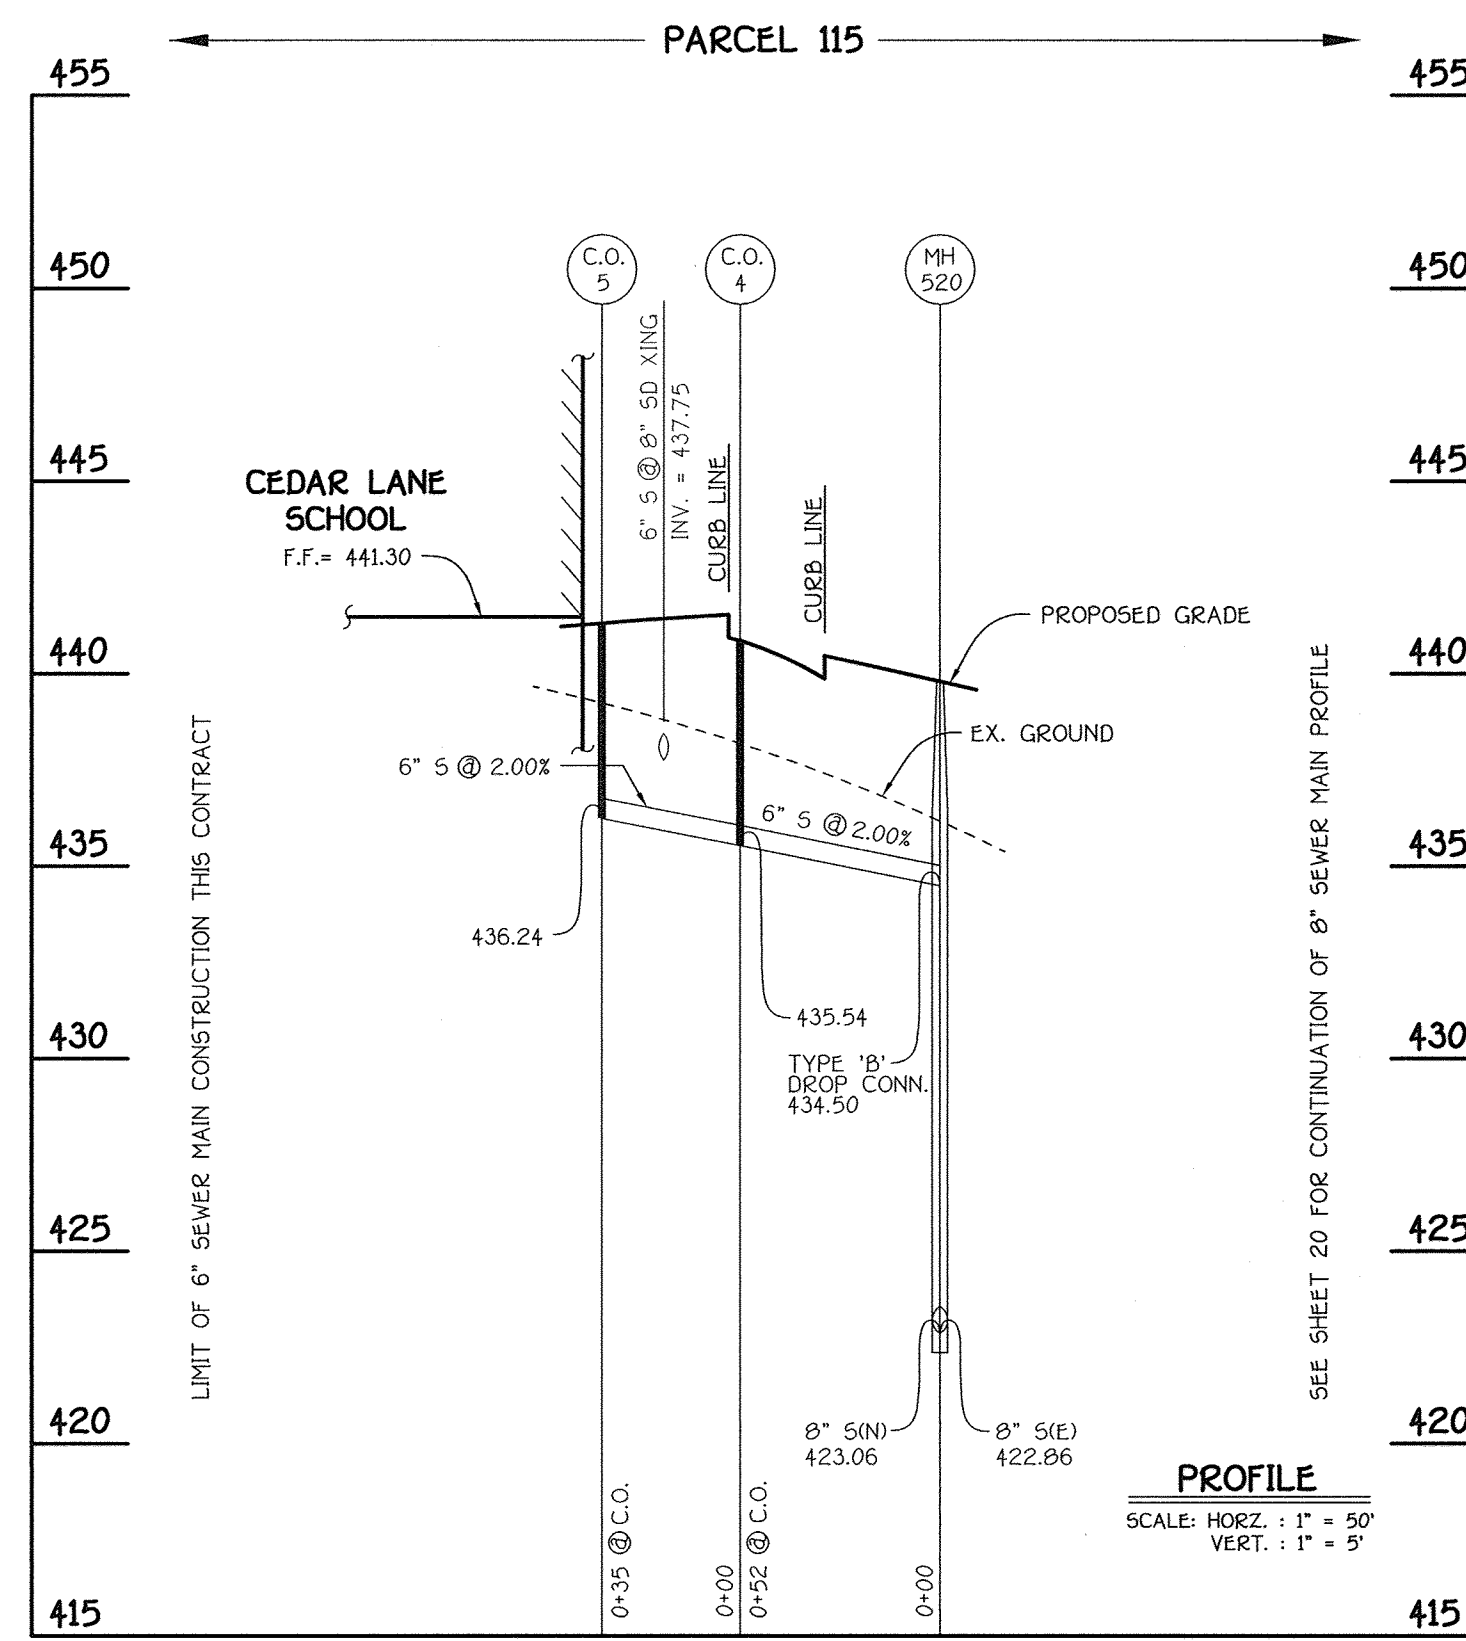 PARCEL 115
455
455
450
450
445
445
440
440
435
435
430
430
425
425
420
420
415
415
C.O.
5
C.O.
4
MH
520
6" S @ 8" SD XING
INV. = 437.75
CURB LINE
CURB LINE
CEDAR LANE
SCHOOL
F.F.= 441.30
PROPOSED GRADE
EX. GROUND
6" S @ 2.00%
6" S @ 2.00%
436.24
435.54
TYPE 'B'
DROP CONN.
434.50
LIMIT OF 6" SEWER MAIN CONSTRUCTION THIS CONTRACT
SEE SHEET 20 FOR CONTINUATION OF 8" SEWER MAIN PROFILE
8" S(N)
423.06
8" S(E)
422.86
0+35 @ C.O.
0+00
0+52 @ C.O.
0+00
PROFILE
SCALE: HORZ. : 1" = 50'
VERT. : 1" = 5'